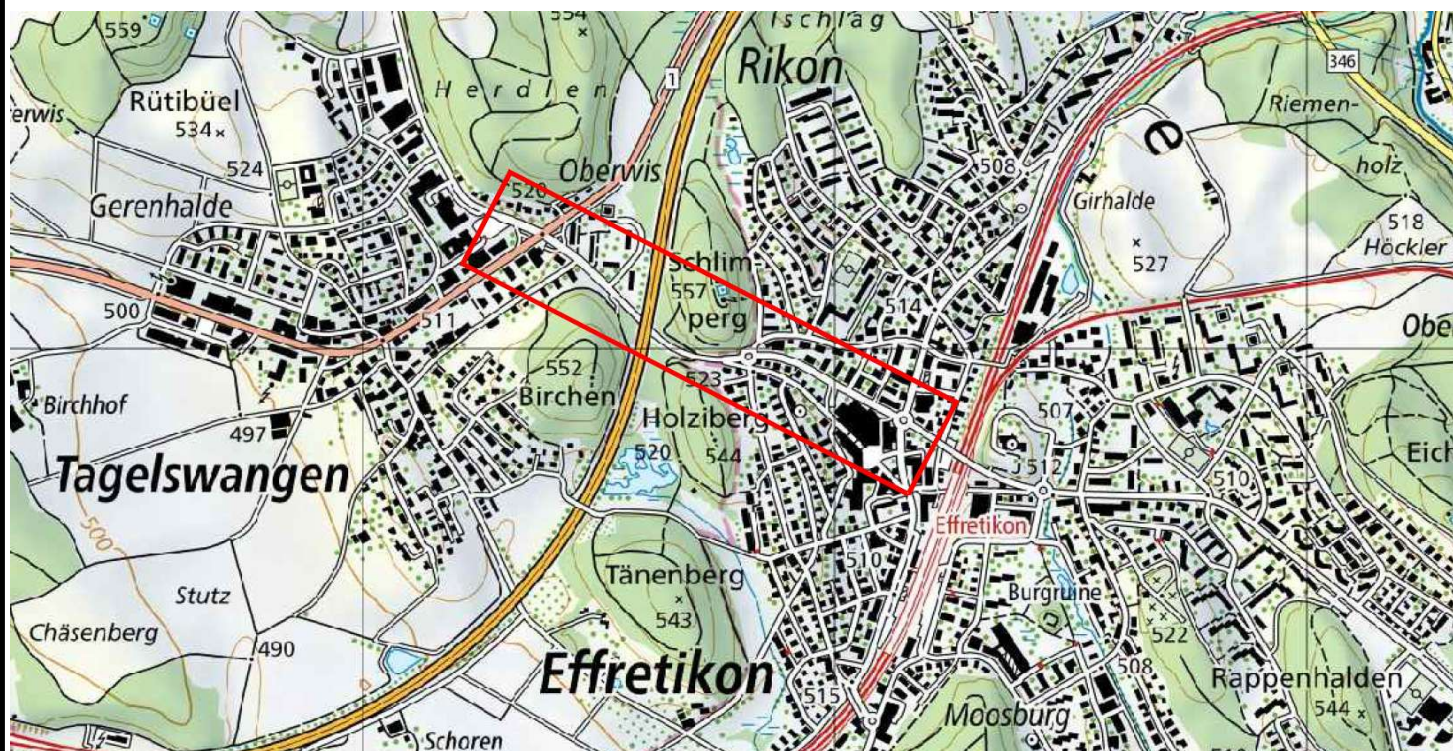 559
554
Ischlag
Rikon
346
1
Herdlen
Rütibüel
534
erwis
Riemen-
holz
524
520
Oberwis
508
e
Gerenhalde
Girhalde
518
Höckler
527
Schlim-
perg
557
500
511
514
Obe
552
Birchen
523
Holziberg
544
Birchhof
497
507
520
512
510
Eich
Tagelswangen
500
Effretikon
510
Tänenberg
543
Burgruine
522
Stutz
Chäsenberg
490
508
Effretikon
515
Rappenhalden
544
Moosburg
Schoren